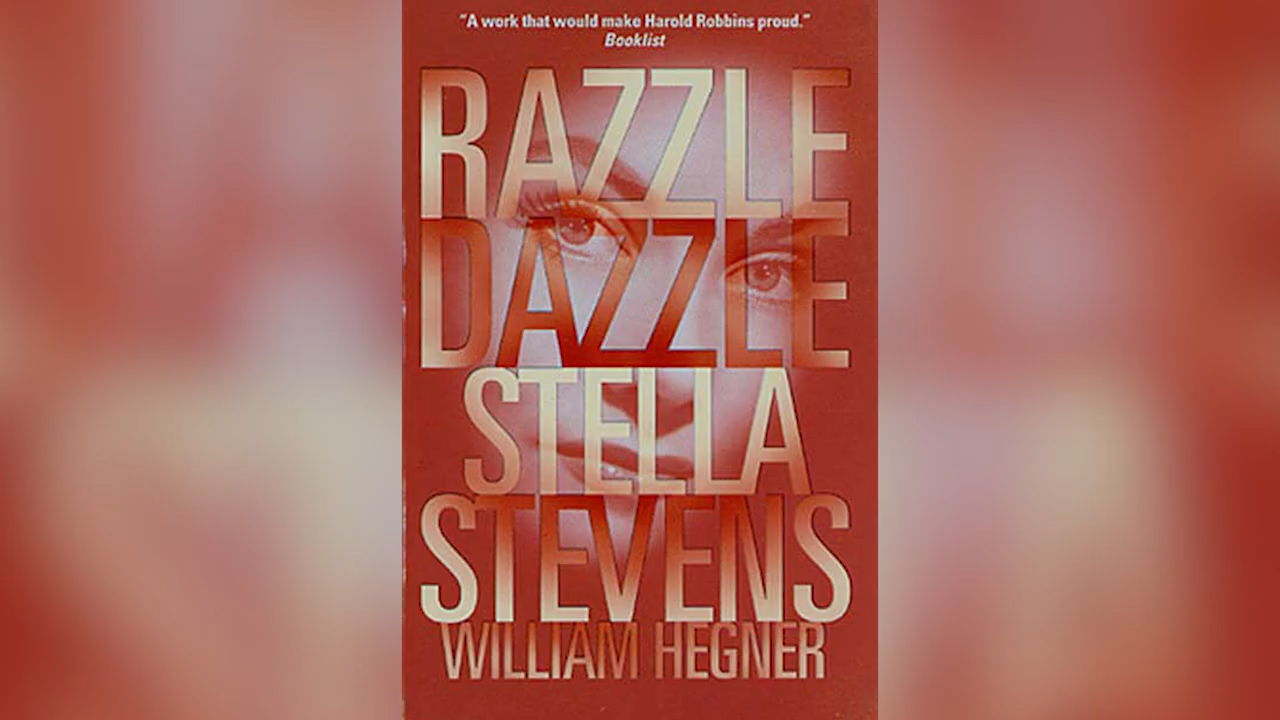 “A work that would make Harold Robbins proud.”
Booklist
RAZZLE
DAZZLE
STELLA
STEVENS
WILLIAM HEGNER